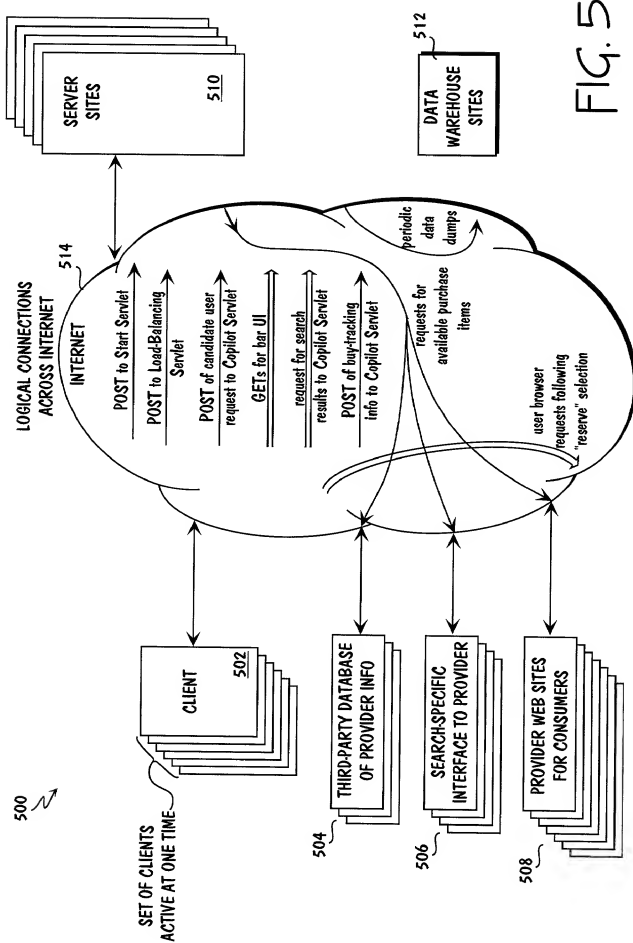 500
LOGICAL CONNECTIONS
ACROSS INTERNET
SET OF CLIENTS
ACTIVE AT ONE TIME
CLIENT
502
THIRD-PARTY DATABASE
OF PROVIDER INFO
504
SEARCH-SPECIFIC
INTERFACE TO PROVIDER
506
PROVIDER WEB SITES
FOR CONSUMERS
508
514
INTERNET
POST to Start Servlet
POST to Load-Balancing
Servlet
POST of candidate user
request to Copilot Servlet
GETs for bar UI
request for search
results to Copilot Servlet
POST of buy-tracking
info to Copilot Servlet
requests for
available purchase
items
periodic
data
dumps
user browser
requests following
"reserve" selection
SERVER
SITES
510
512
DATA
WAREHOUSE
SITES
FIG. 5